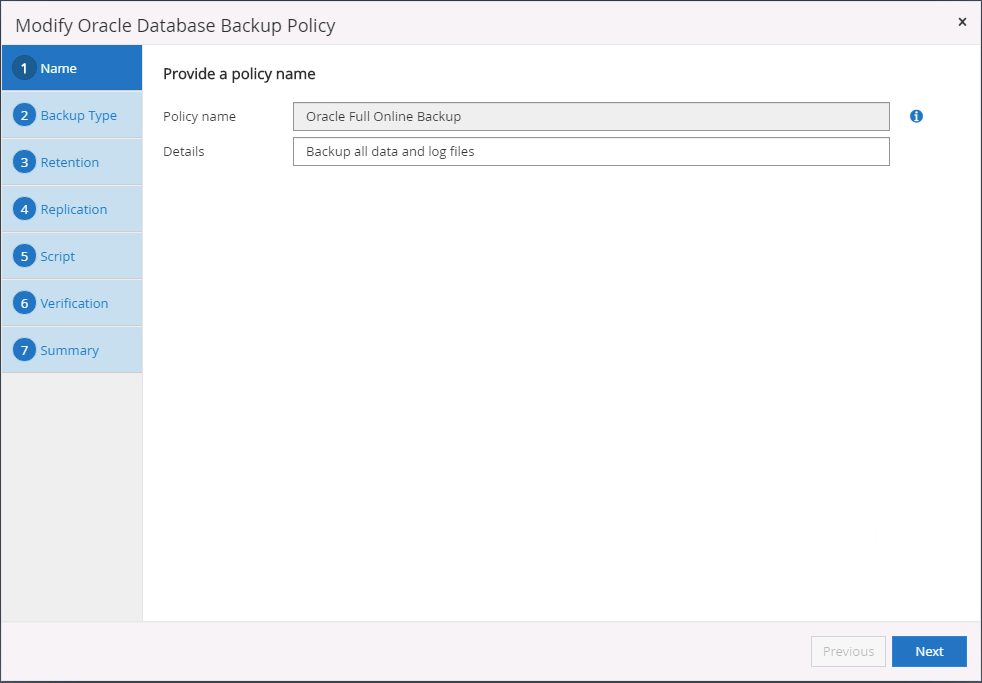 Modify Oracle Database Backup Policy
×
1 Name
2 Backup Type
3 Retention
4 Replication
5 Script
6 Verification
7 Summary
Provide a policy name
Policy name Oracle Full Online Backup i
Details Backup all data and log files
Previous Next